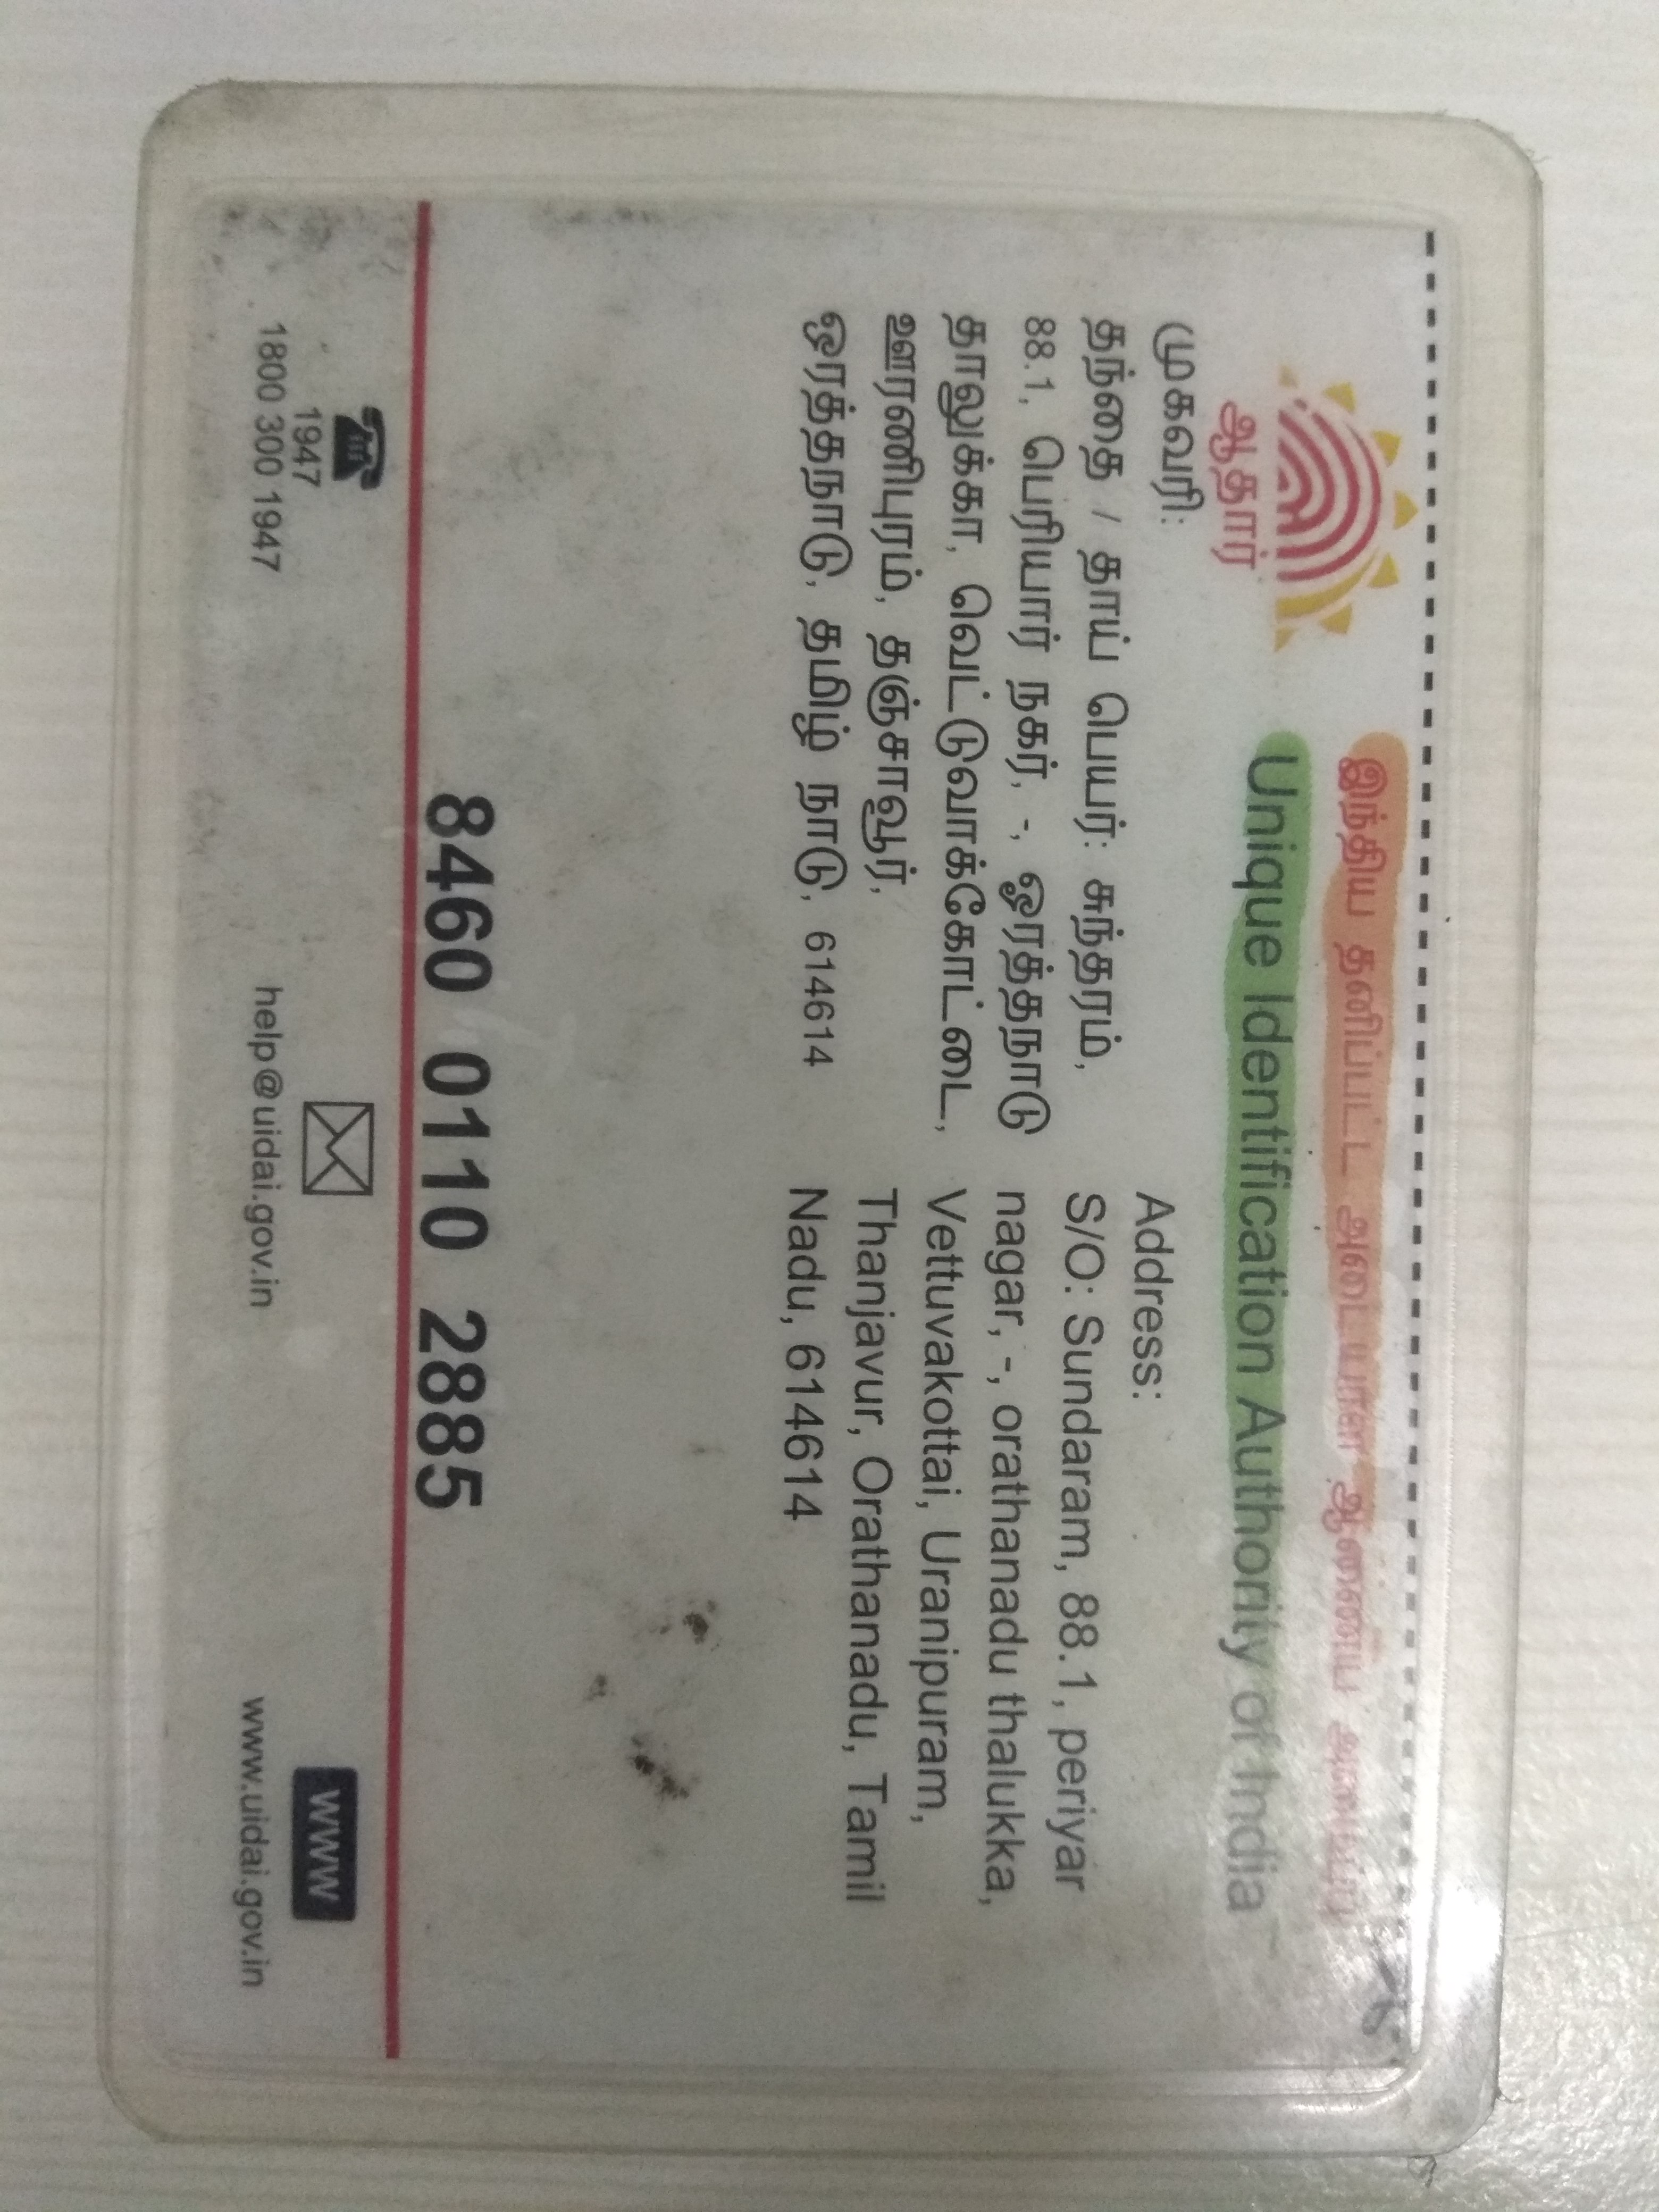 இந்திய தனிப்பட்ட அடையாள ஆணைய அமைப்பு
Unique Identification Authority of India
ஆதார்
முகவரி:
தந்தை / தாய் பெயர்: சுந்தரம்,
88.1, பெரியார் நகர், -, ஒரத்தநாடு
தாலுக்கா, வெட்டுவாக்கோட்டை,
ஊரணிபுரம், தஞ்சாவூர்,
ஒரத்தநாடு, தமிழ் நாடு, 614614
Address:
S/O: Sundaram, 88.1, periyar
nagar, -, orathanadu thalukka,
Vettuvakottai, Uranipuram,
Thanjavur, Orathanadu, Tamil
Nadu, 614614
8460 0110 2885
1947
1800 300 1947
help@uidai.gov.in
WWW
www.uidai.gov.in